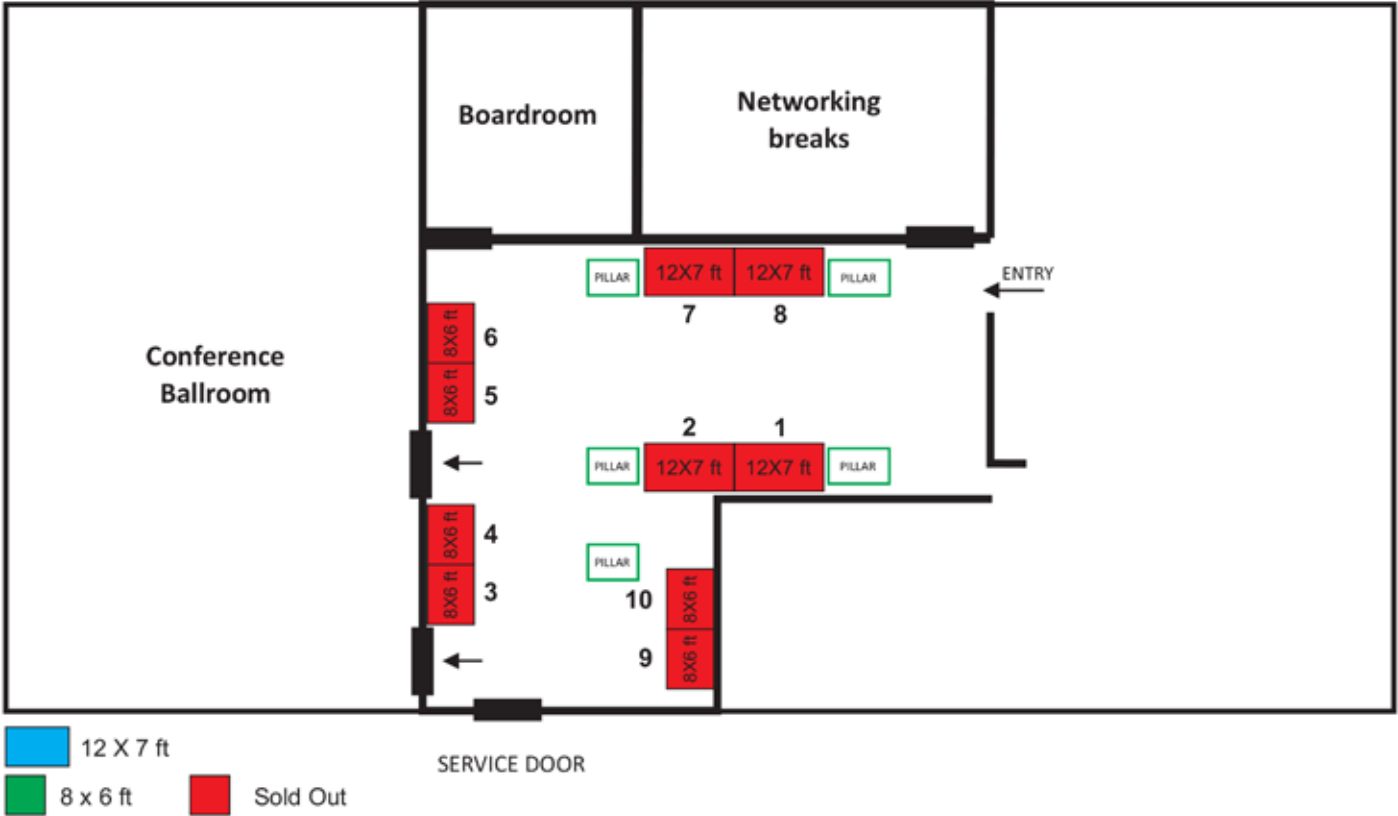 Boardroom
Networking
breaks
PILLAR
12X7 ft
12X7 ft
PILLAR
ENTRY
7
8
8X6 ft
6
Conference
Ballroom
8X6 ft
5
2
1
PILLAR
12X7 ft
12X7 ft
PILLAR
8X6 ft
4
PILLAR
8X6 ft
3
10
8X6 ft
9
8X6 ft
12 X 7 ft
SERVICE DOOR
8 x 6 ft
Sold Out